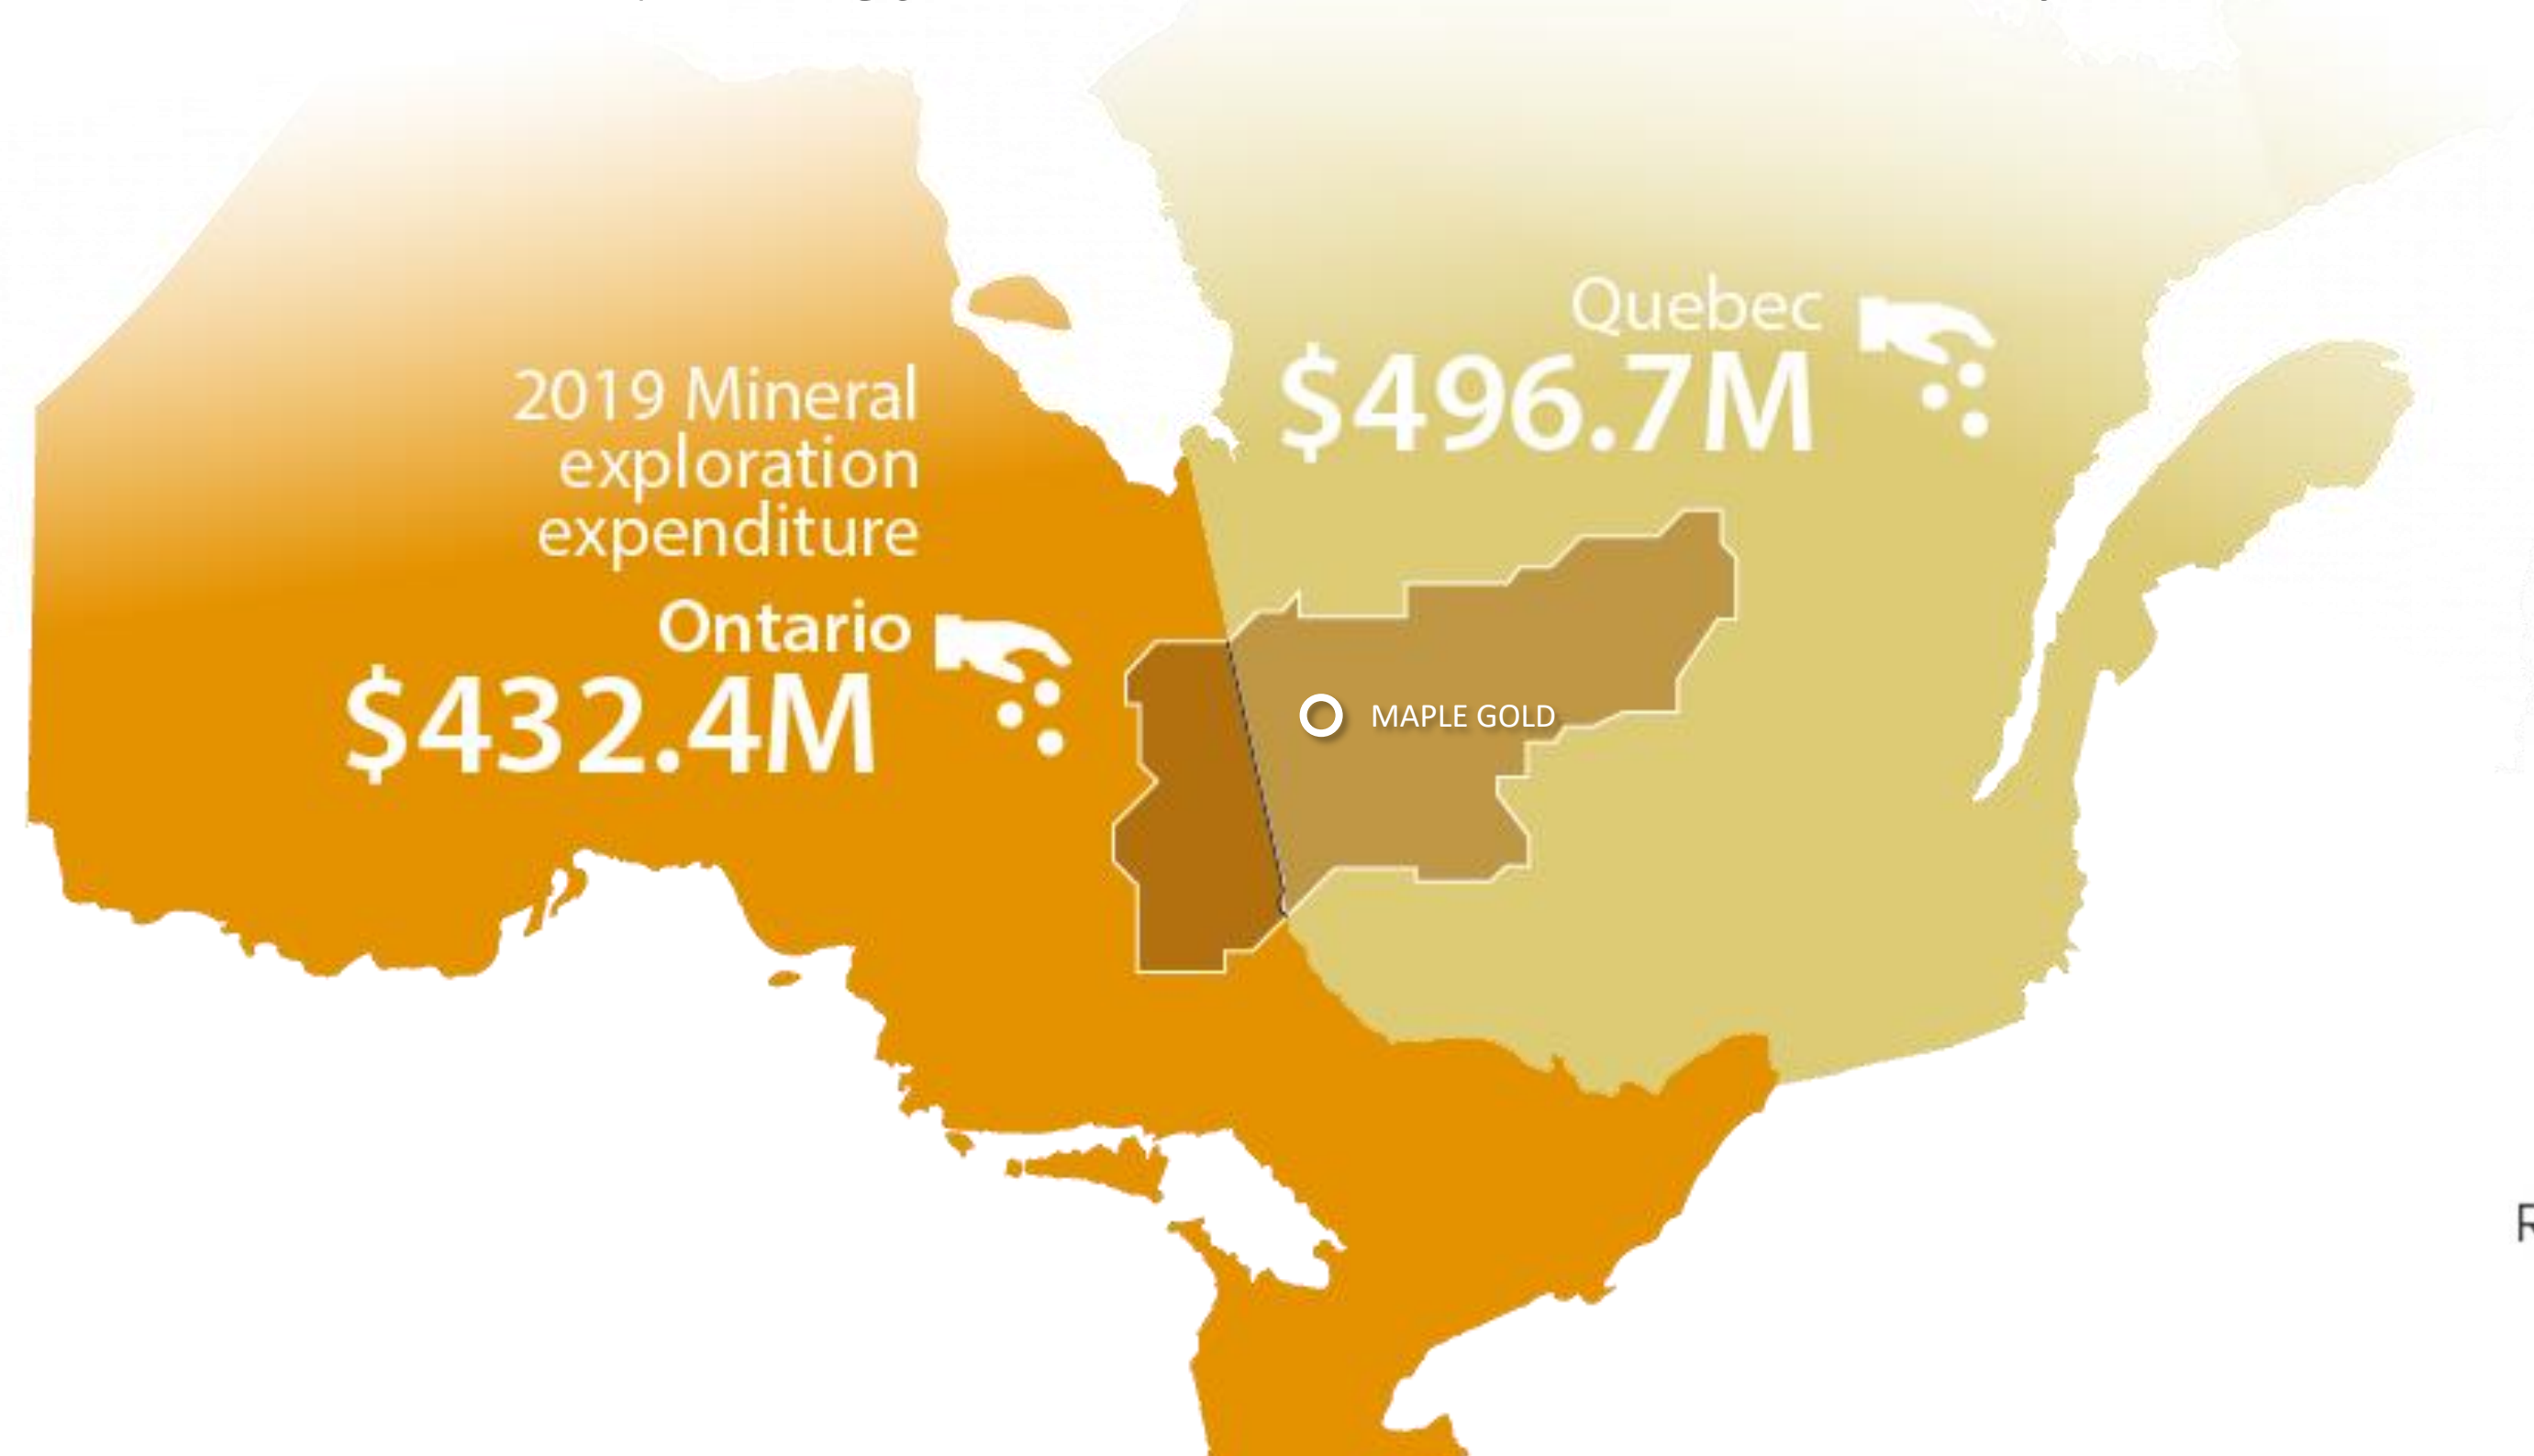 2019 Mineral
exploration
expenditure
Ontario
$432.4M
Quebec
$496.7M
MAPLE GOLD